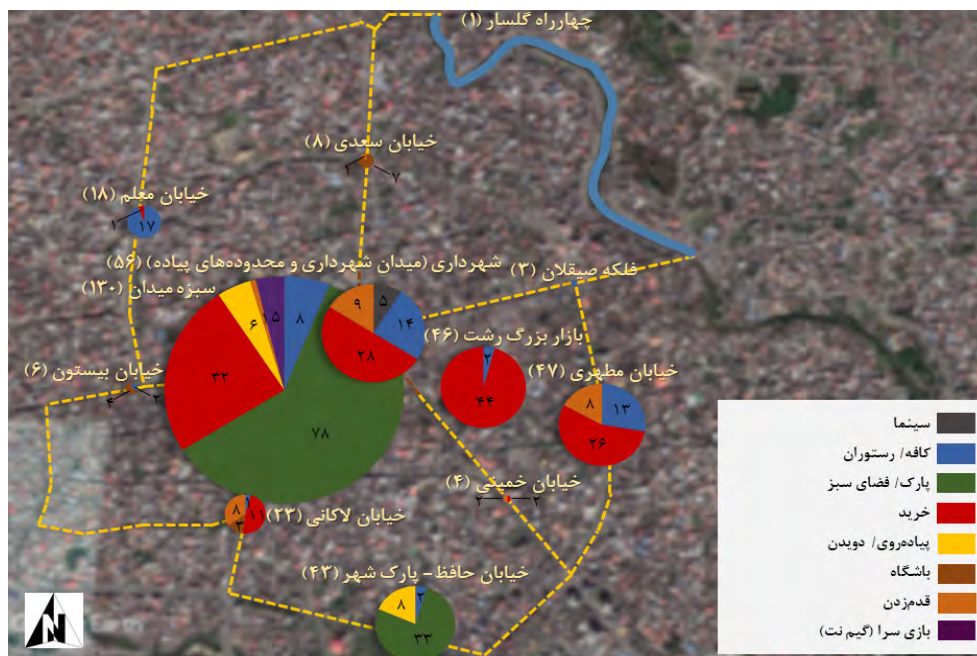 چهارراه گلسار (۱)
خیابان سعدی (۸)
۱ ۷
خیابان معلم (۱۸)
۱ ۱۷
شهرداری (میدان شهرداری و محدوده‌های پیاده) (۵۶)
۹ ۵ ۱۴ ۲۸
فلکه صیقلان (۳)
سبزه میدان (۱۳۰)
۶ ۱ ۵ ۸ ۳۲ ۷۸
بازار بزرگ رشت (۴۶)
۲
۴۴
خیابان مطهری (۴۷)
۸ ۱۳
۲۶
خیابان بیستون (۶)
۴ ۲
خیابان خمینی (۴)
۲ ۲
خیابان لاکانی (۲۳)
۸ ۱۱
۳
خیابان حافظ- پارک شهر (۴۳)
۸ ۲
۳۳
سینما
کافه/ رستوران
پارک/ فضای سبز
خرید
پیاده‌روی/ دویدن
باشگاه
قدم‌زدن
بازی سرا (گیم نت)
N